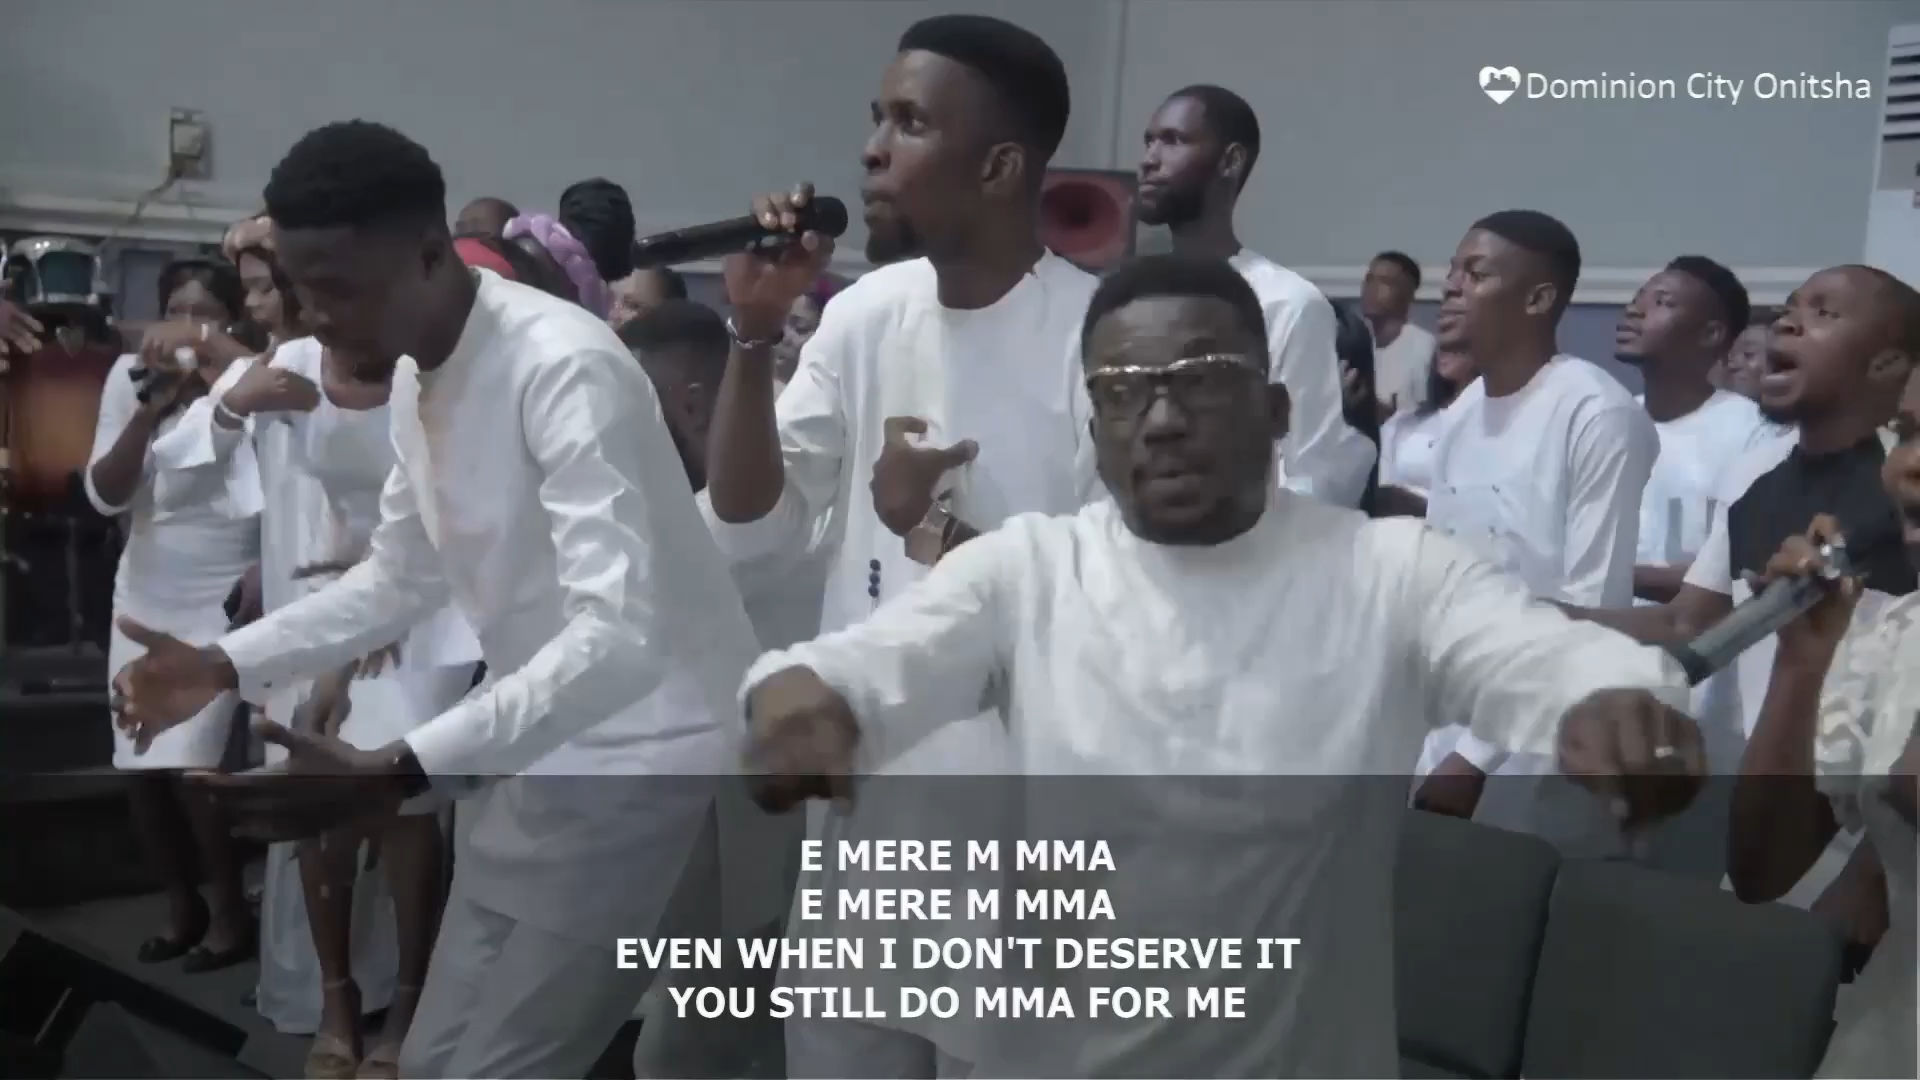 Dominion City Onitsha
E MERE M MMA
E MERE M MMA
EVEN WHEN I DON'T DESERVE IT
YOU STILL DO MMA FOR ME